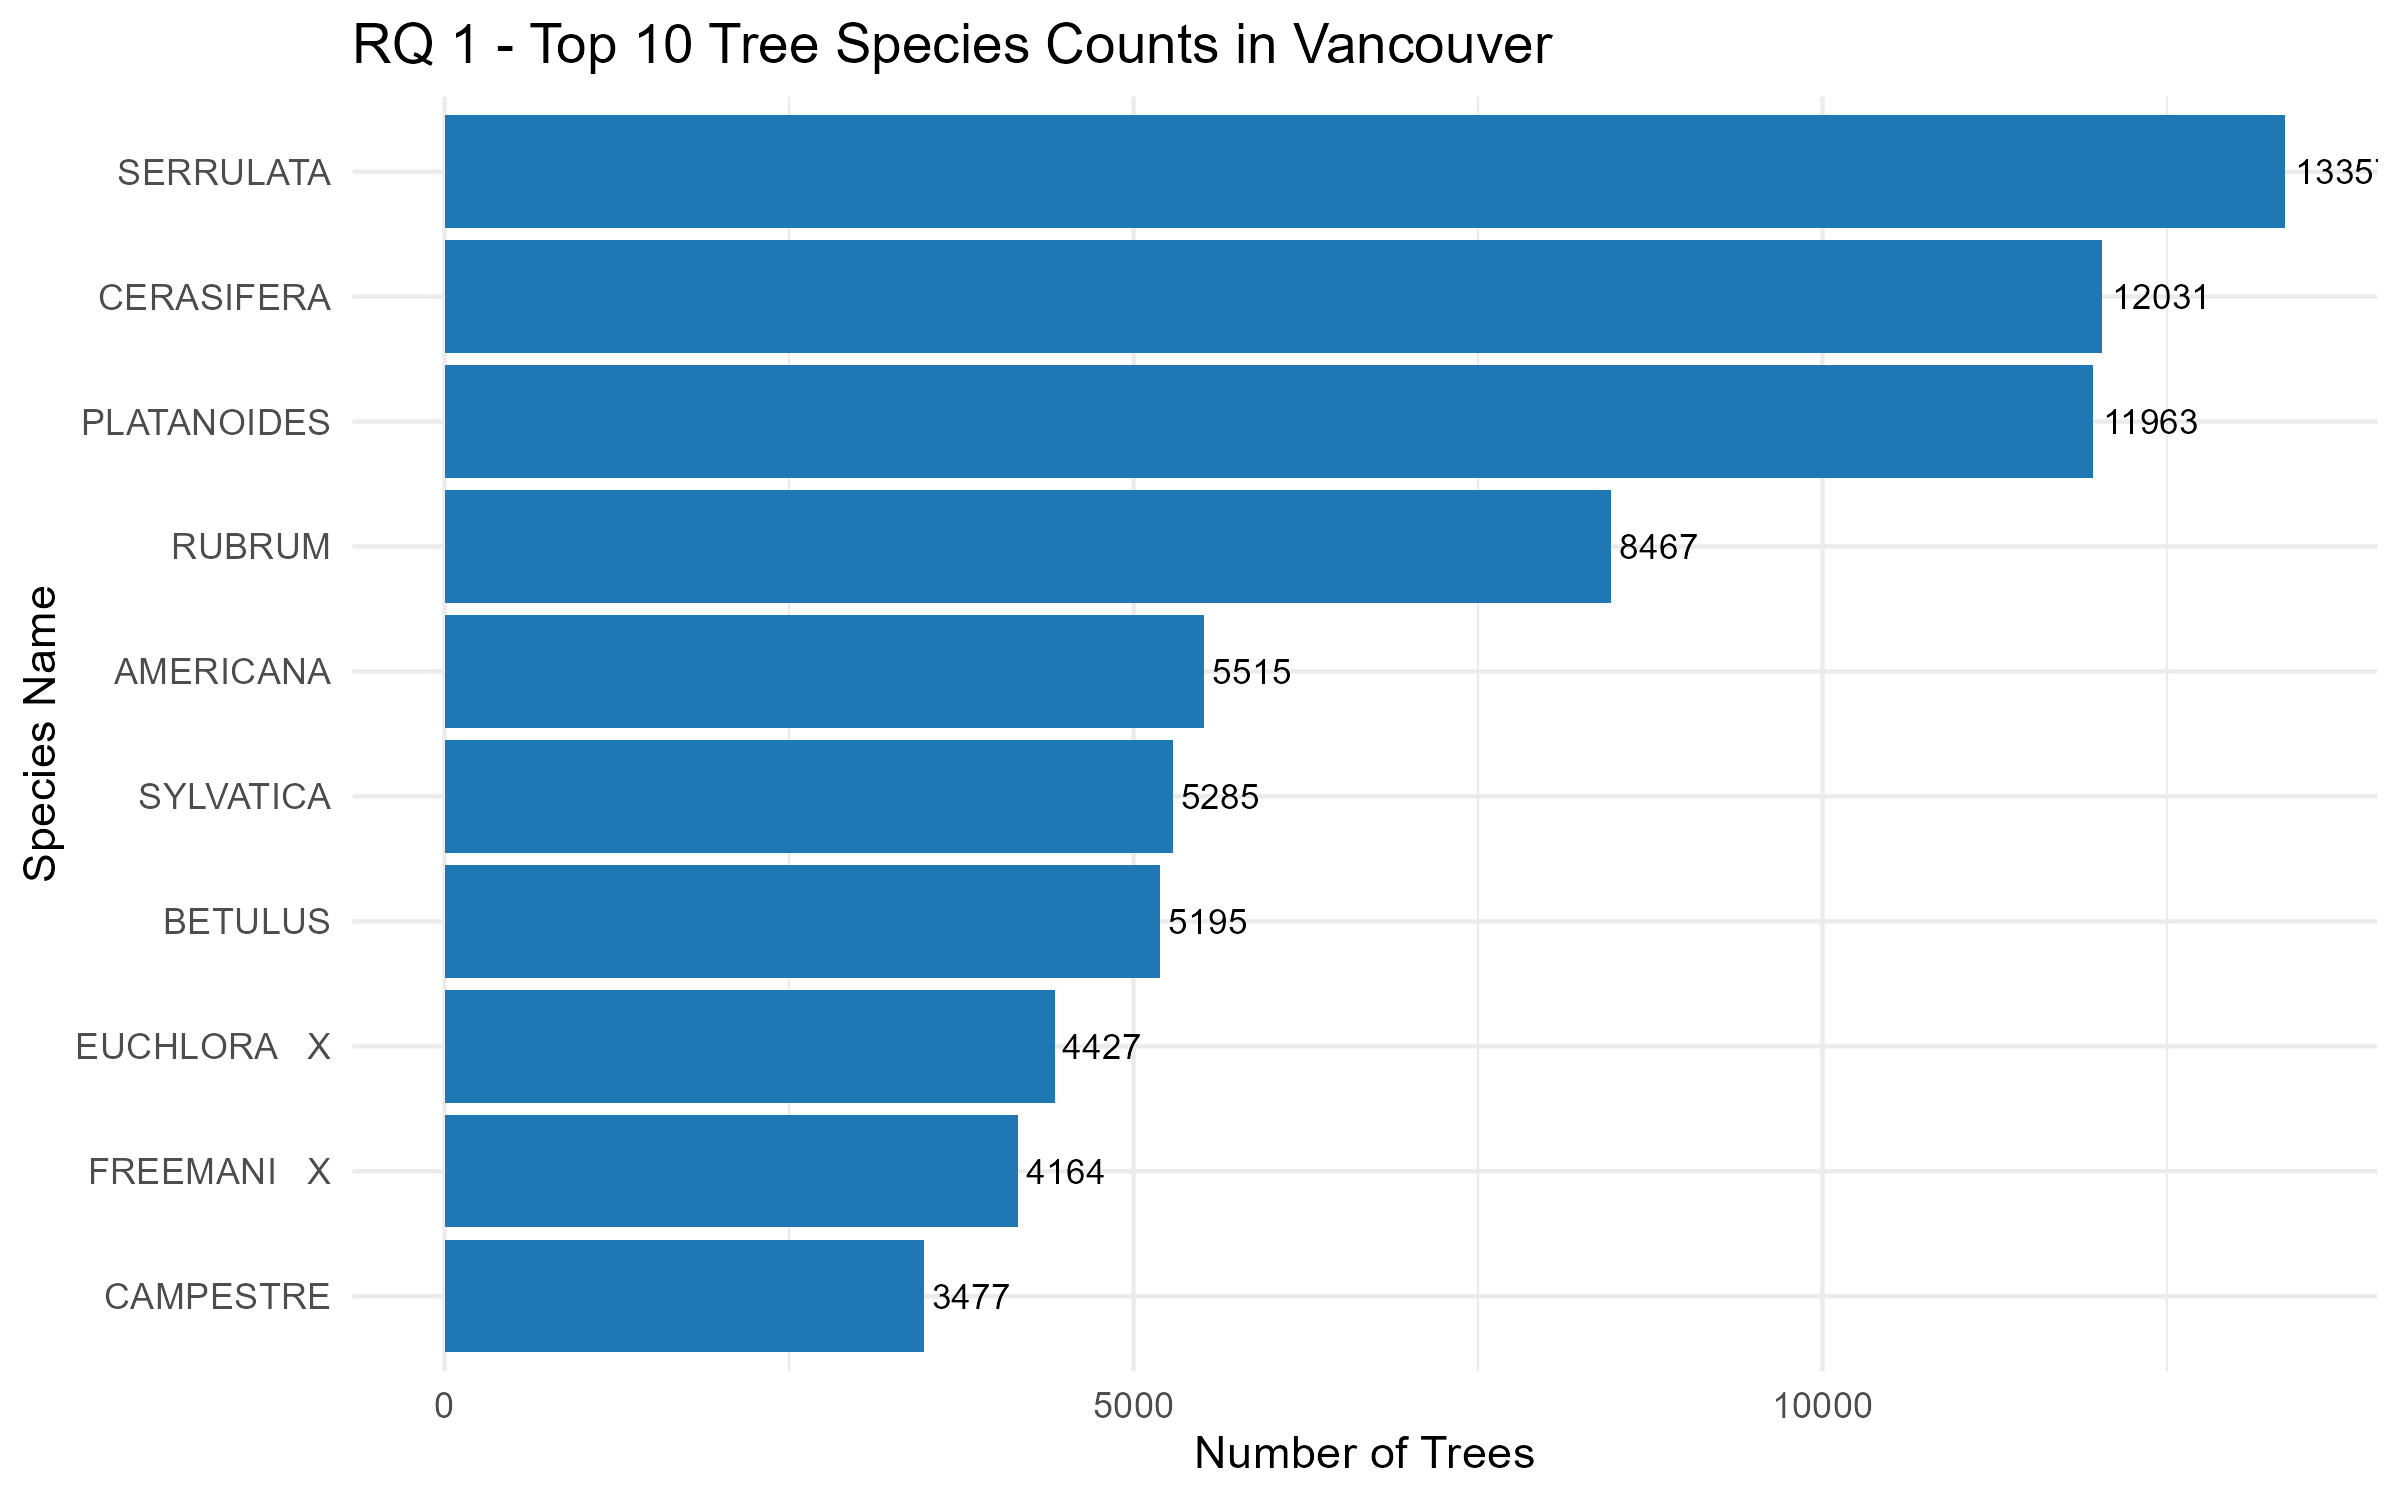 RQ 1 - Top 10 Tree Species Counts in Vancouver
SERRULATA
13357
CERASIFERA
12031
PLATANOIDES
11963
RUBRUM
8467
AMERICANA
5515
SYLVATICA
5285
BETULUS
5195
EUCHLORA   X
4427
FREEMANI   X
4164
CAMPESTRE
3477
Species Name
0
5000
10000
Number of Trees